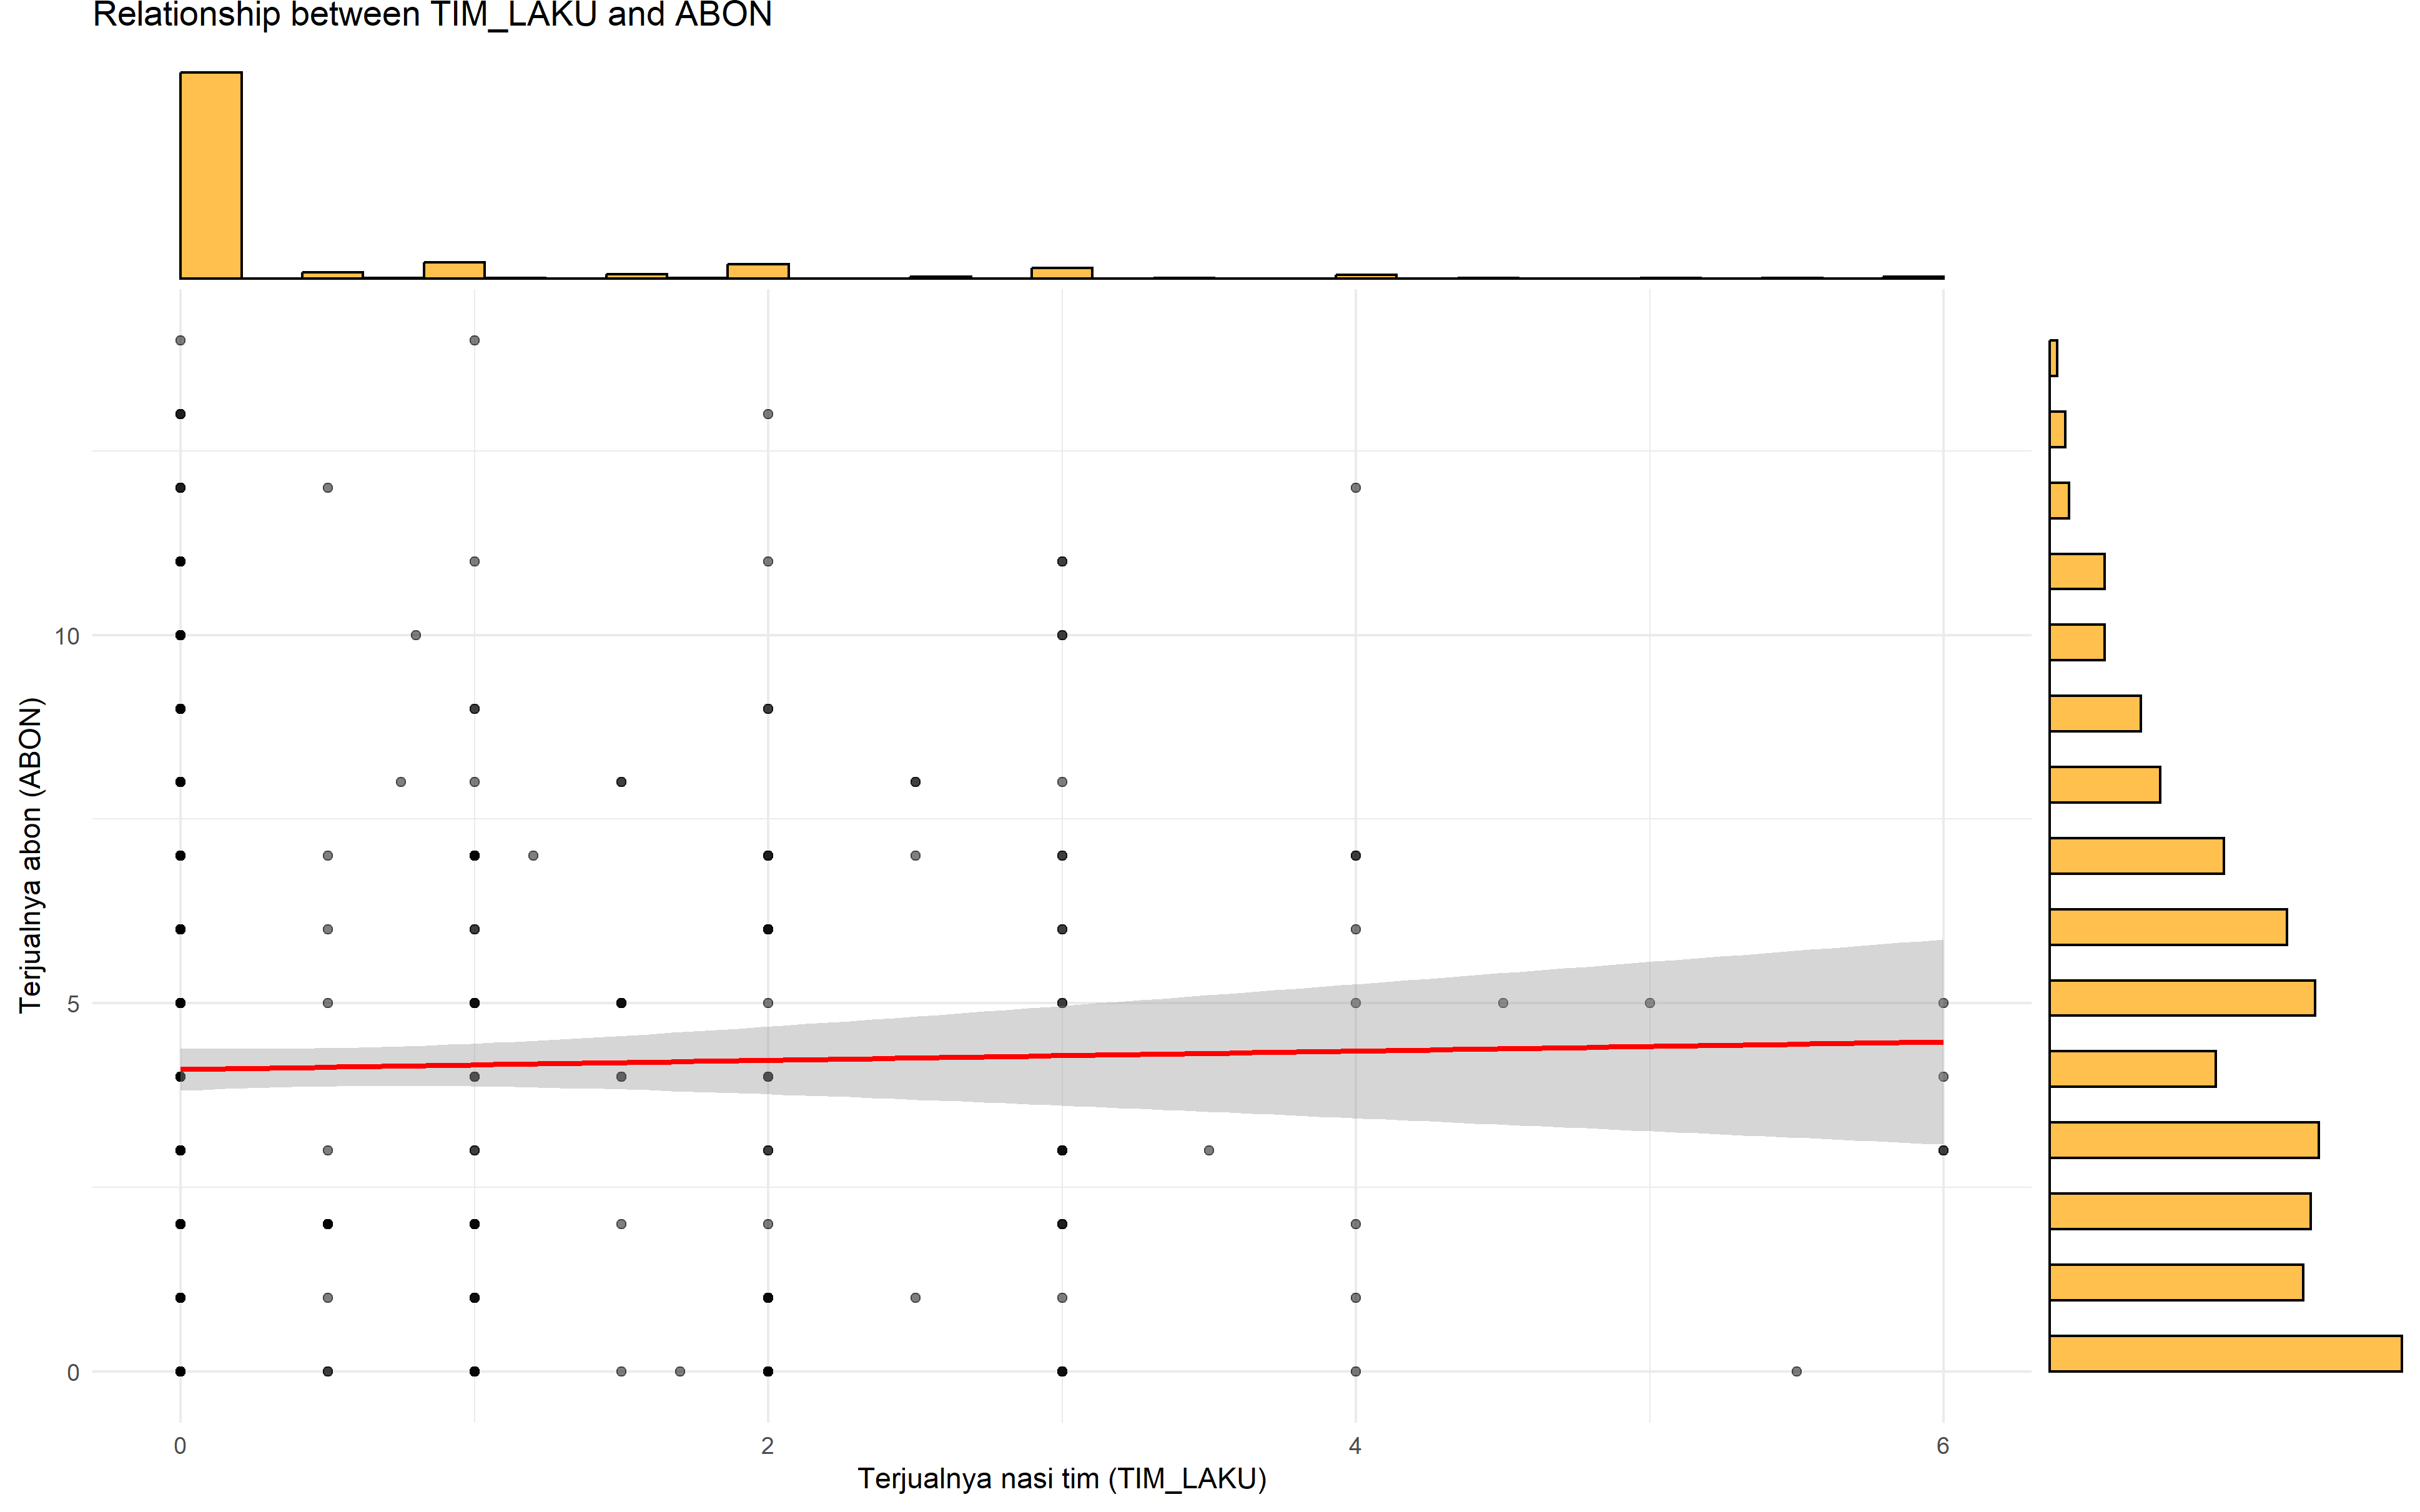 Relationship between TIM_LAKU and ABON
10
5
0
Terjualnya abon (ABON)
0
2
4
6
Terjualnya nasi tim (TIM_LAKU)